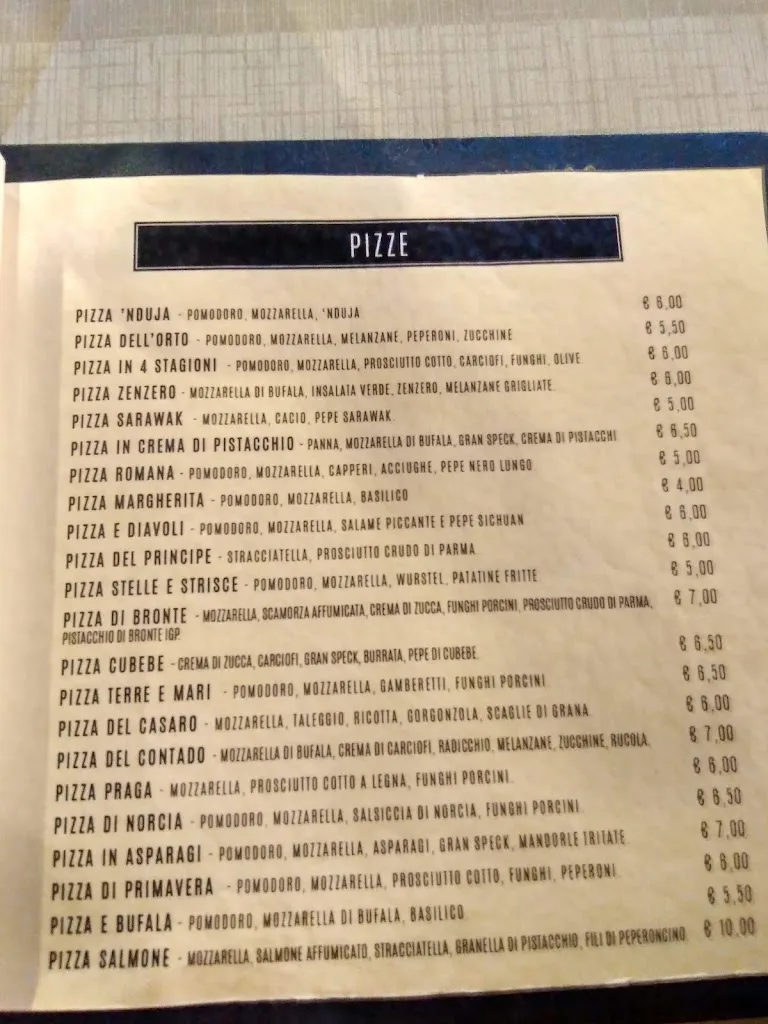 PIZZE
PIZZA 'NDUJA - POMODORO, MOZZARELLA, 'NDUJA € 6,00
PIZZA DELL'ORTO - POMODORO, MOZZARELLA, MELANZANE, PEPERONI, ZUCCHINE € 5,50
PIZZA IN 4 STAGIONI - POMODORO, MOZZARELLA, PROSCIUTTO COTTO, CARCIOFI, FUNGHI, OLIVE. € 6,00
PIZZA ZENZERO - MOZZARELLA DI BUFALA, INSALATA VERDE, ZENZERO, MELANZANE GRIGLIATE. € 6,00
PIZZA SARAWAK - MOZZARELLA, CACIO, PEPE SARAWAK. € 5,00
PIZZA IN CREMA DI PISTACCHIO - PANNA, MOZZARELLA DI BUFALA, GRAN SPECK, CREMA DI PISTACCHI € 6,50
PIZZA ROMANA - POMODORO, MOZZARELLA, CAPPERI, ACCIUGHE, PEPE NERO LUNGO. € 5,00
PIZZA MARGHERITA - POMODORO, MOZZARELLA, BASILICO € 4,00
PIZZA E DIAVOLI - POMODORO, MOZZARELLA, SALAME PICCANTE E PEPE SICHUAN € 6,00
PIZZA DEL PRINCIPE - STRACCIATELLA, PROSCIUTTO CRUDO DI PARMA. € 6,00
PIZZA STELLE E STRISCE - POMODORO, MOZZARELLA, WURSTEL, PATATINE FRITTE € 5,00
PIZZA DI BRONTE - MOZZARELLA, SCAMORZA AFFUMICATA, CREMA DI ZUCCA, FUNGHI PORCINI, PROSCIUTTO CRUDO DI PARMA, € 7,00
PISTACCHIO DI BRONTE IGP.
PIZZA CUBEBE - CREMA DI ZUCCA, CARCIOFI, GRAN SPECK, BURRATA, PEPE DI CUBEBE. € 6,50
PIZZA TERRE E MARI - POMODORO, MOZZARELLA, GAMBERETTI, FUNGHI PORCINI. € 6,50
PIZZA DEL CASARO - MOZZARELLA, TALEGGIO, RICOTTA, GORGONZOLA, SCAGLIE DI GRANA. € 6,00
PIZZA DEL CONTADO - MOZZARELLA DI BUFALA, CREMA DI CARCIOFI, RADICCHIO, MELANZANE, ZUCCHINE, RUCOLA. € 7,00
PIZZA PRAGA - MOZZARELLA, PROSCIUTTO COTTO A LEGNA, FUNGHI PORCINI. € 6,00
PIZZA DI NORCIA - POMODORO, MOZZARELLA, SALSICCIA DI NORCIA, FUNGHI PORCINI. € 6,50
PIZZA IN ASPARAGI - POMODORO, MOZZARELLA, ASPARAGI, GRAN SPECK, MANDORLE TRITATE. € 7,00
PIZZA DI PRIMAVERA - POMODORO, MOZZARELLA, PROSCIUTTO COTTO, FUNGHI, PEPERONI. € 6,00
PIZZA E BUFALA - POMODORO, MOZZARELLA DI BUFALA, BASILICO € 5,50
PIZZA SALMONE - MOZZARELLA, SALMONE AFFUMICATO, STRACCIATELLA, GRANELLA DI PISTACCHIO, FILI DI PEPERONCINO. € 10,00